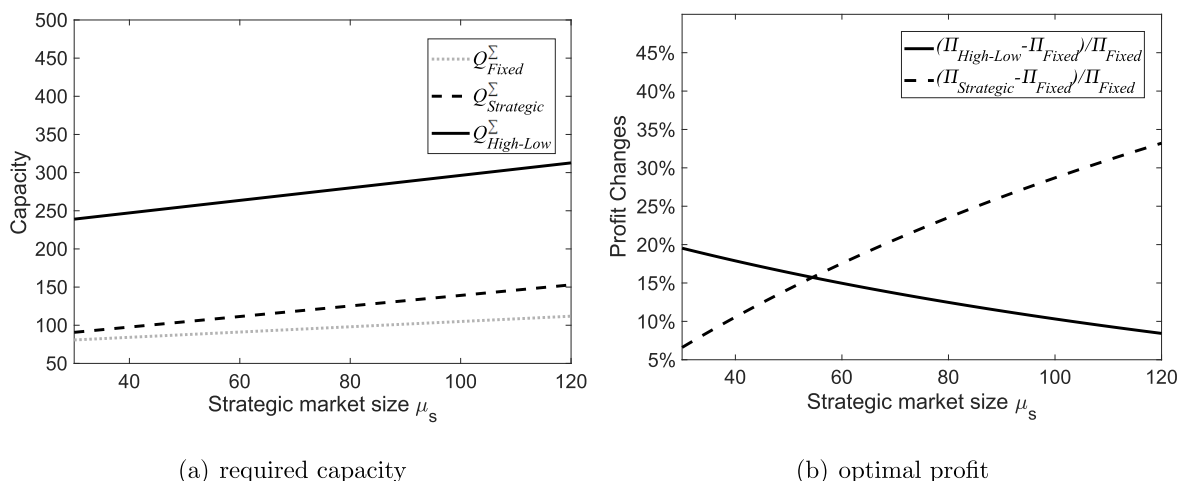 500
450
400
350
300
250
200
150
100
50
Capacity
40 60 80 100 120
Strategic market size μs
Q^Σ_Fixed
Q^Σ_Strategic
Q^Σ_High-Low
(a) required capacity
45%
40%
35%
30%
25%
20%
15%
10%
5%
Profit Changes
40 60 80 100 120
Strategic market size μs
(Π_High-Low-Π_Fixed)/Π_Fixed
(Π_Strategic-Π_Fixed)/Π_Fixed
(b) optimal profit